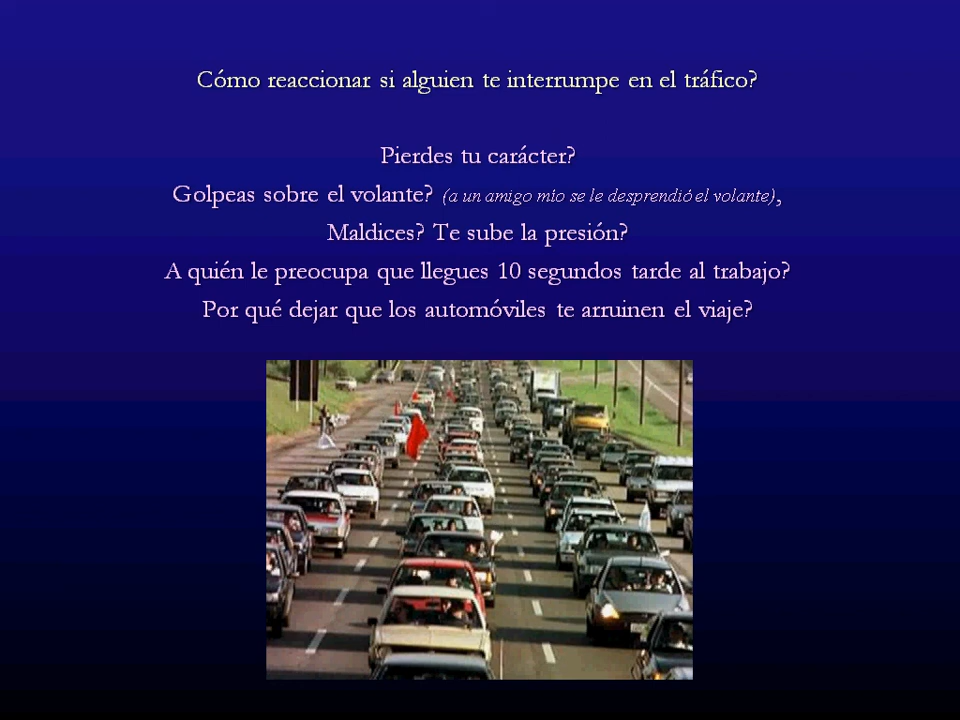 Cómo reaccionar si alguien te interrumpe en el tráfico?
Pierdes tu carácter?
Golpeas sobre el volante? (a un amigo mío se le desprendió el volante),
Maldices? Te sube la presión?
A quién le preocupa que llegues 10 segundos tarde al trabajo?
Por qué dejar que los automóviles te arruinen el viaje?